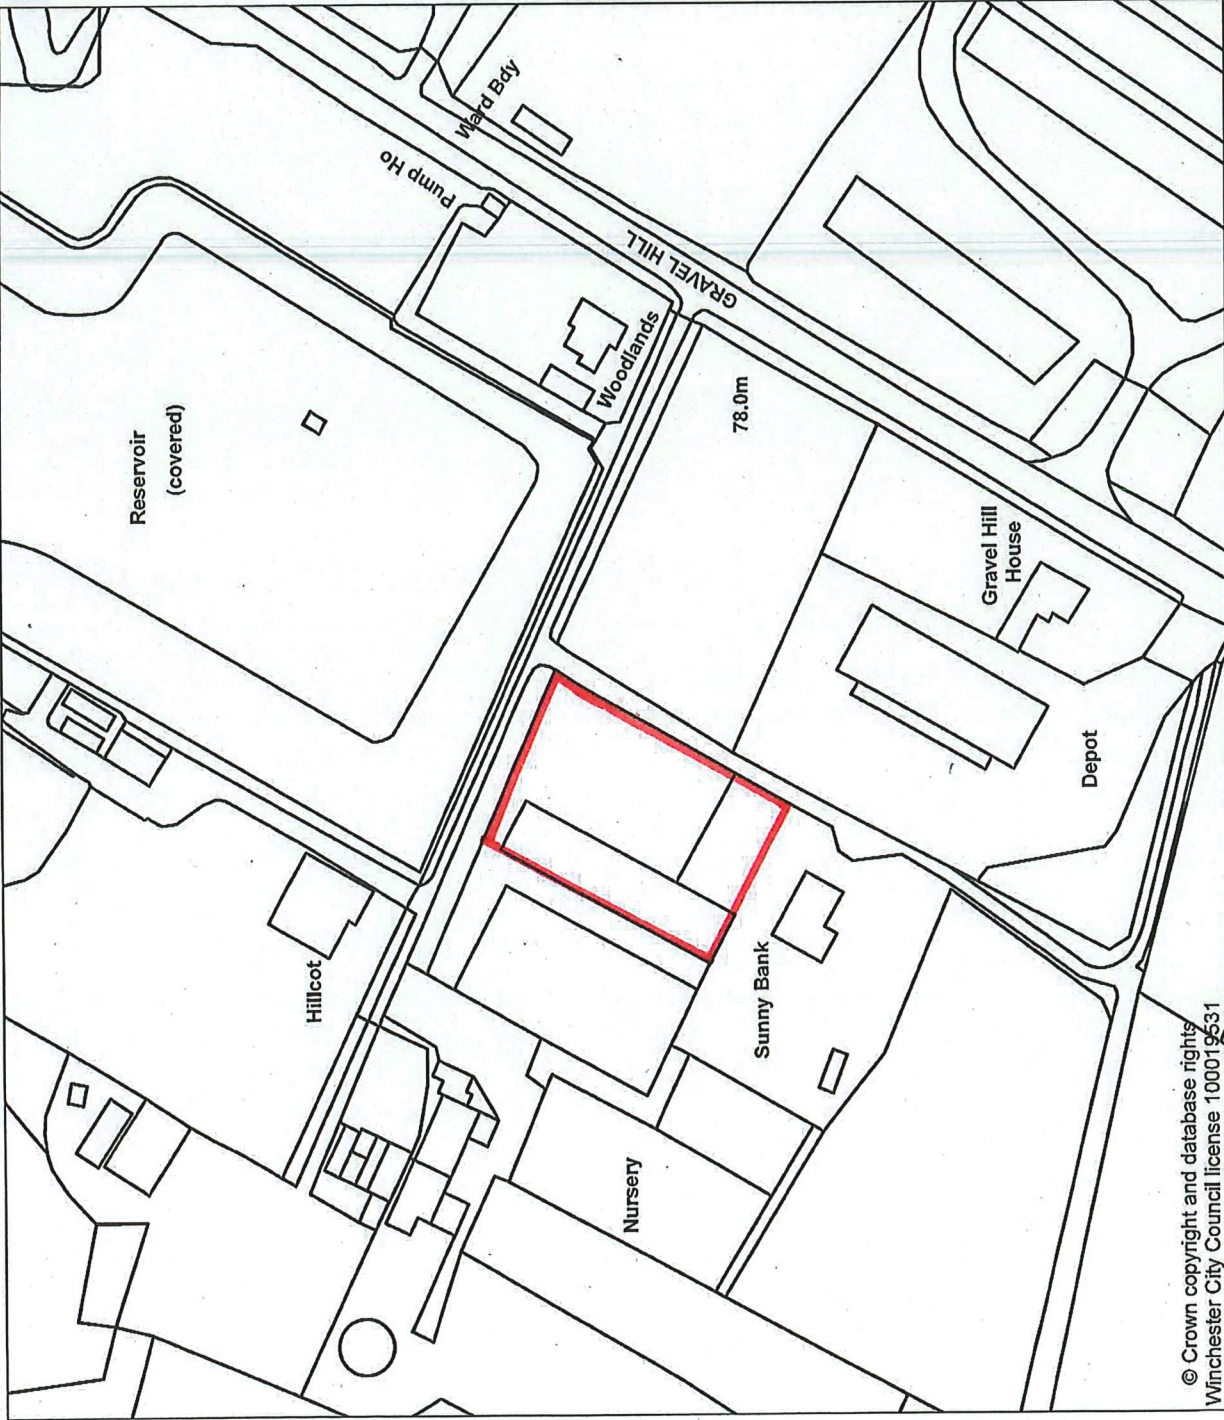 Ward Bdy
Pump Ho
GRAVEL HILL
Woodlands
Reservoir
(covered)
78.0m
Gravel Hill
House
Depot
Hillcot
Sunny Bank
Nursery
© Crown copyright and database rights
Winchester City Council license 100019531